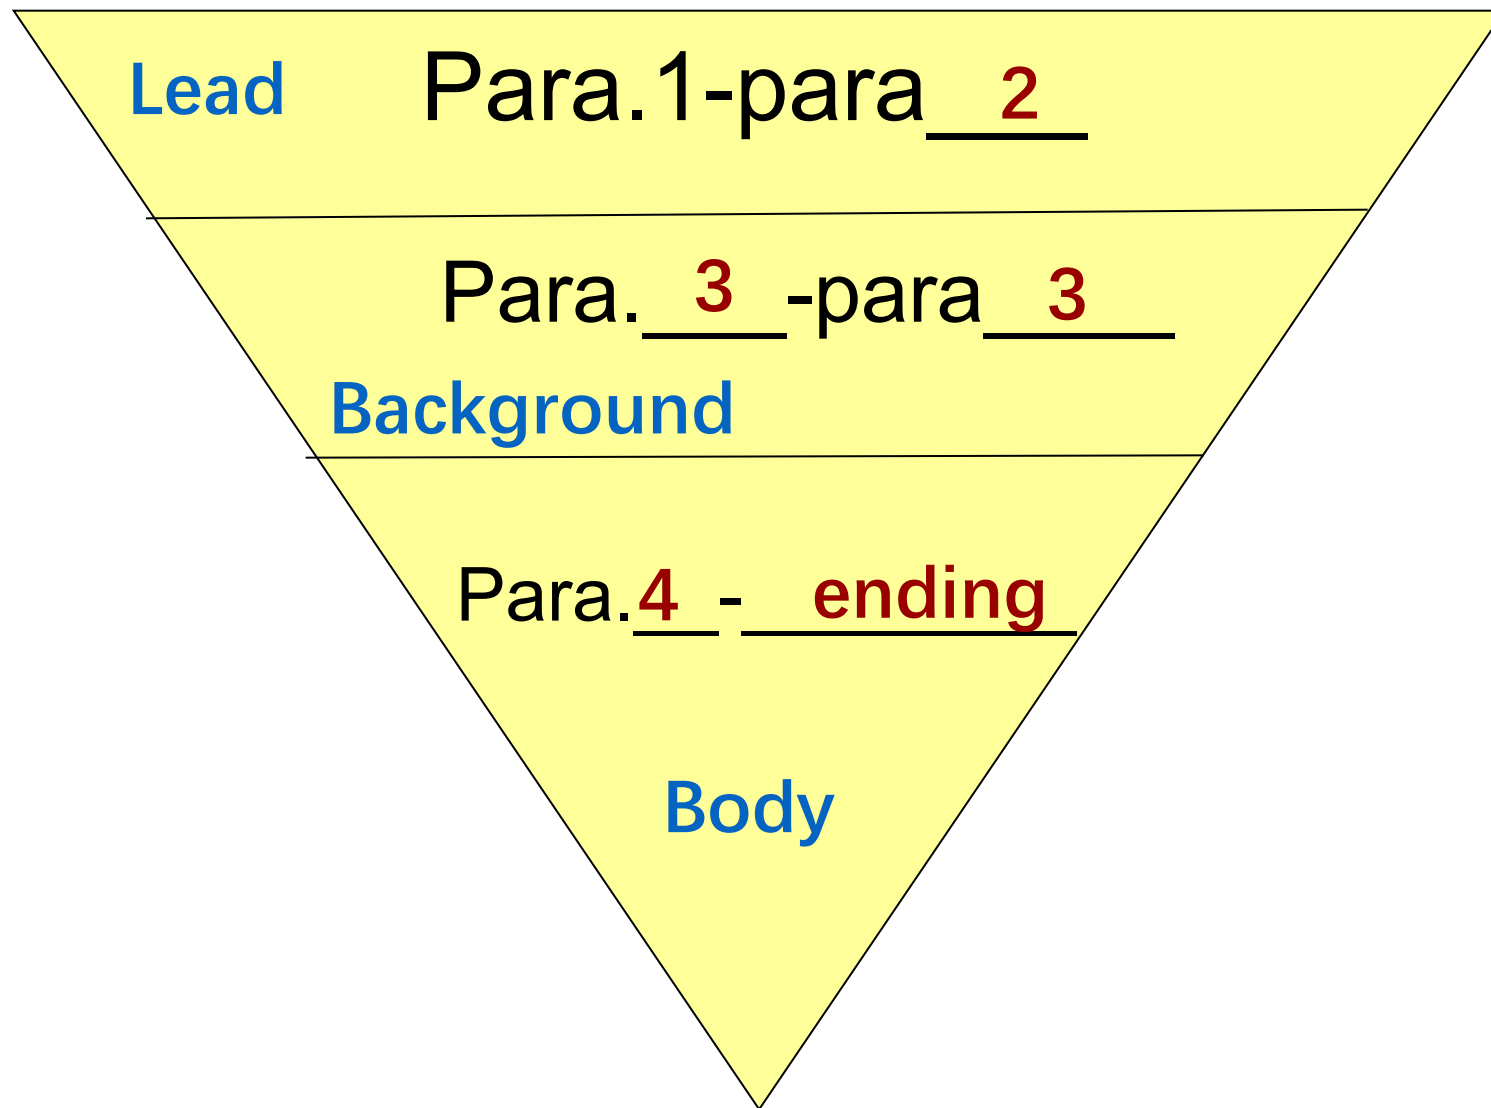 Lead Para.1-para 2
Para. 3 -para 3
Background
Para.4 - ending
Body